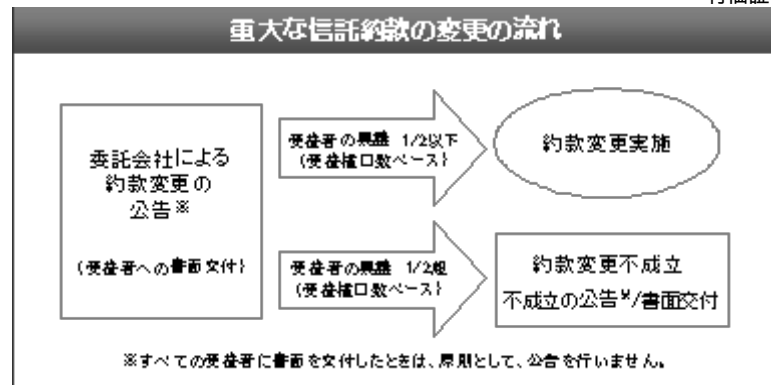 重大な信託約款の変更の流れ
委託会社による
約款変更の
公告※
(受益者への書面交付)
受益者の異議 1/2以下
(受益権口数ベース)
約款変更実施
受益者の異議 1/2超
(受益権口数ベース)
約款変更不成立
不成立の公告※/書面交付
※すべての受益者に書面を交付したときは、原則として、公告を行いません。